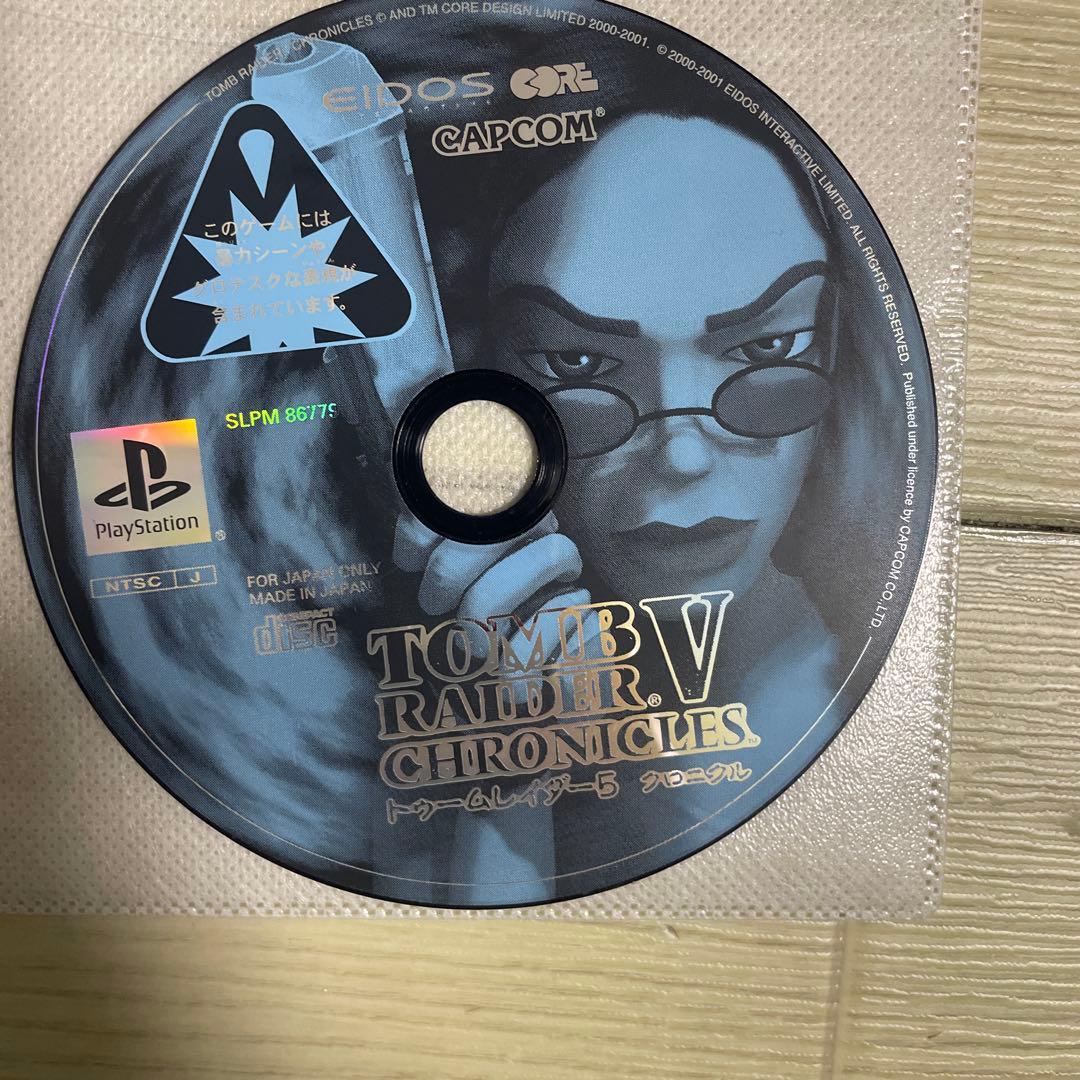 TOMB RAIDER CHRONICLES © AND TM CORE DESIGN LIMITED 2000-2001. © 2000-2001 EIDOS INTERACTIVE LIMITED. ALL RIGHTS RESERVED. Published under licence by CAPCOM CO.,LTD.
EIDOS CORE
CAPCOM®
このゲームには
暴力シーンや
グロテスクな表現が
含まれています。
SLPM 86779
PlayStation
®
NTSC J
FOR JAPAN ONLY
MADE IN JAPAN
COMPACT
disc
TOMB V
RAIDER®
CHRONICLES™
トゥームレイダー5 クロニクル